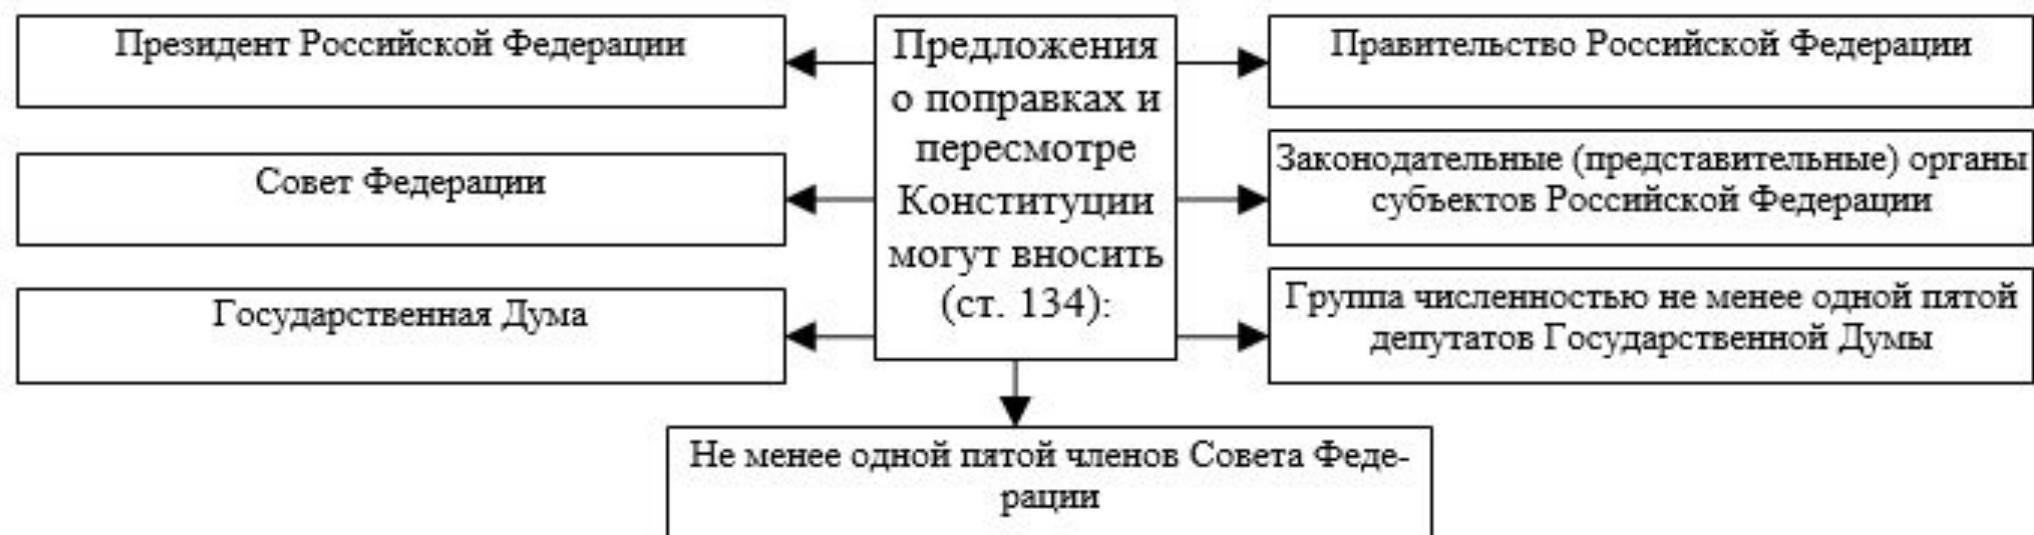 Президент Российской Федерации
Совет Федерации
Государственная Дума
Предложения
о поправках и
пересмотре
Конституции
могут вносить
(ст. 134):
Правительство Российской Федерации
Законодательные (представительные) органы
субъектов Российской Федерации
Группа численностью не менее одной пятой
депутатов Государственной Думы
Не менее одной пятой членов Совета Феде-
рации